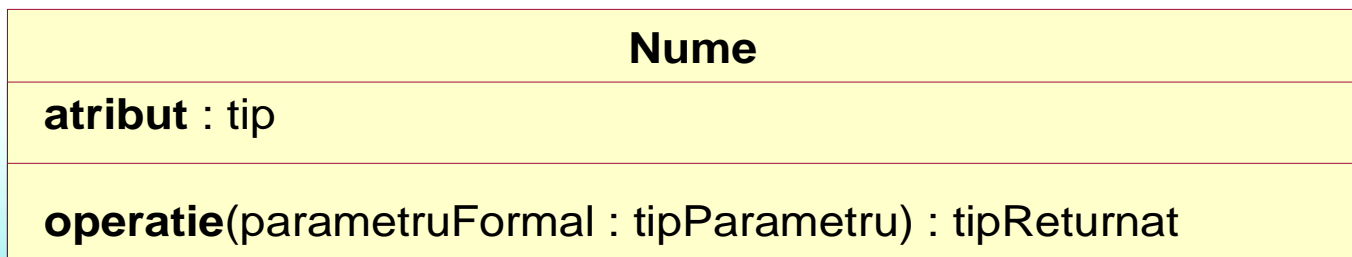 Nume
atribut : tip
operatie(parametruFormal : tipParametru) : tipReturnat